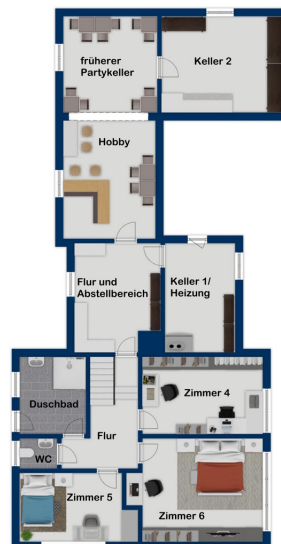 früherer
Partykeller
Keller 2
Hobby
Flur und
Abstellbereich
Keller 1/
Heizung
Zimmer 4
Duschbad
Flur
WC
Zimmer 5
Zimmer 6